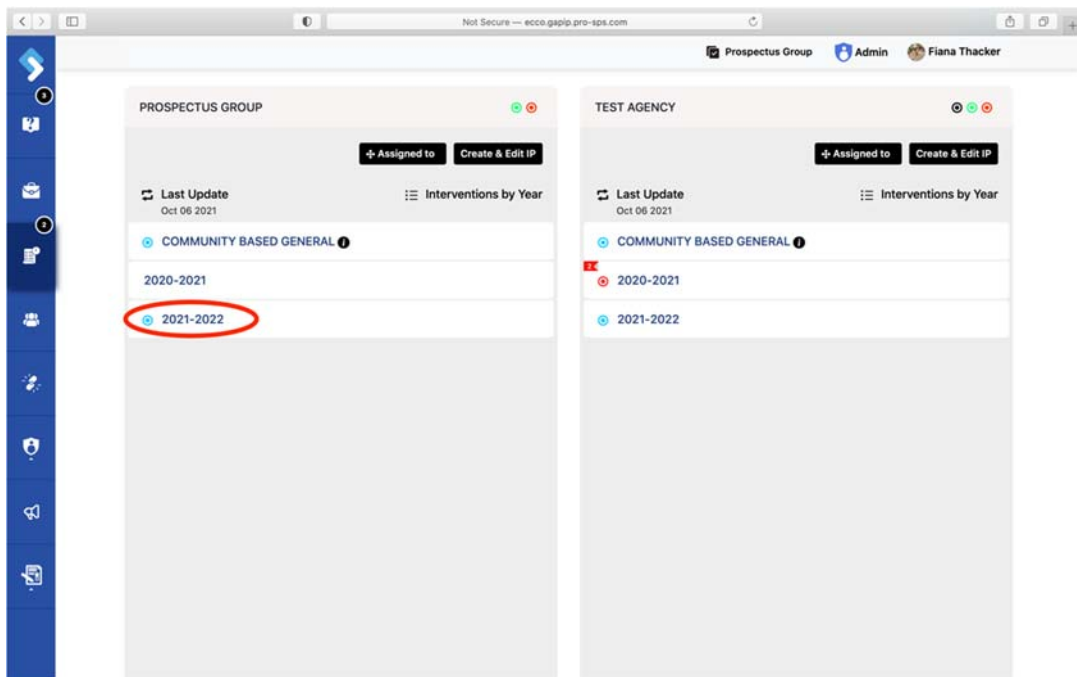 Not Secure — ecco.gapip.pro-sps.com
Prospectus Group
Admin
Fiana Thacker
3
2
PROSPECTUS GROUP
Assigned to
Create & Edit IP
Last Update
Interventions by Year
Oct 06 2021
COMMUNITY BASED GENERAL
2020-2021
2021-2022
TEST AGENCY
Assigned to
Create & Edit IP
Last Update
Interventions by Year
Oct 06 2021
COMMUNITY BASED GENERAL
2020-2021
2021-2022